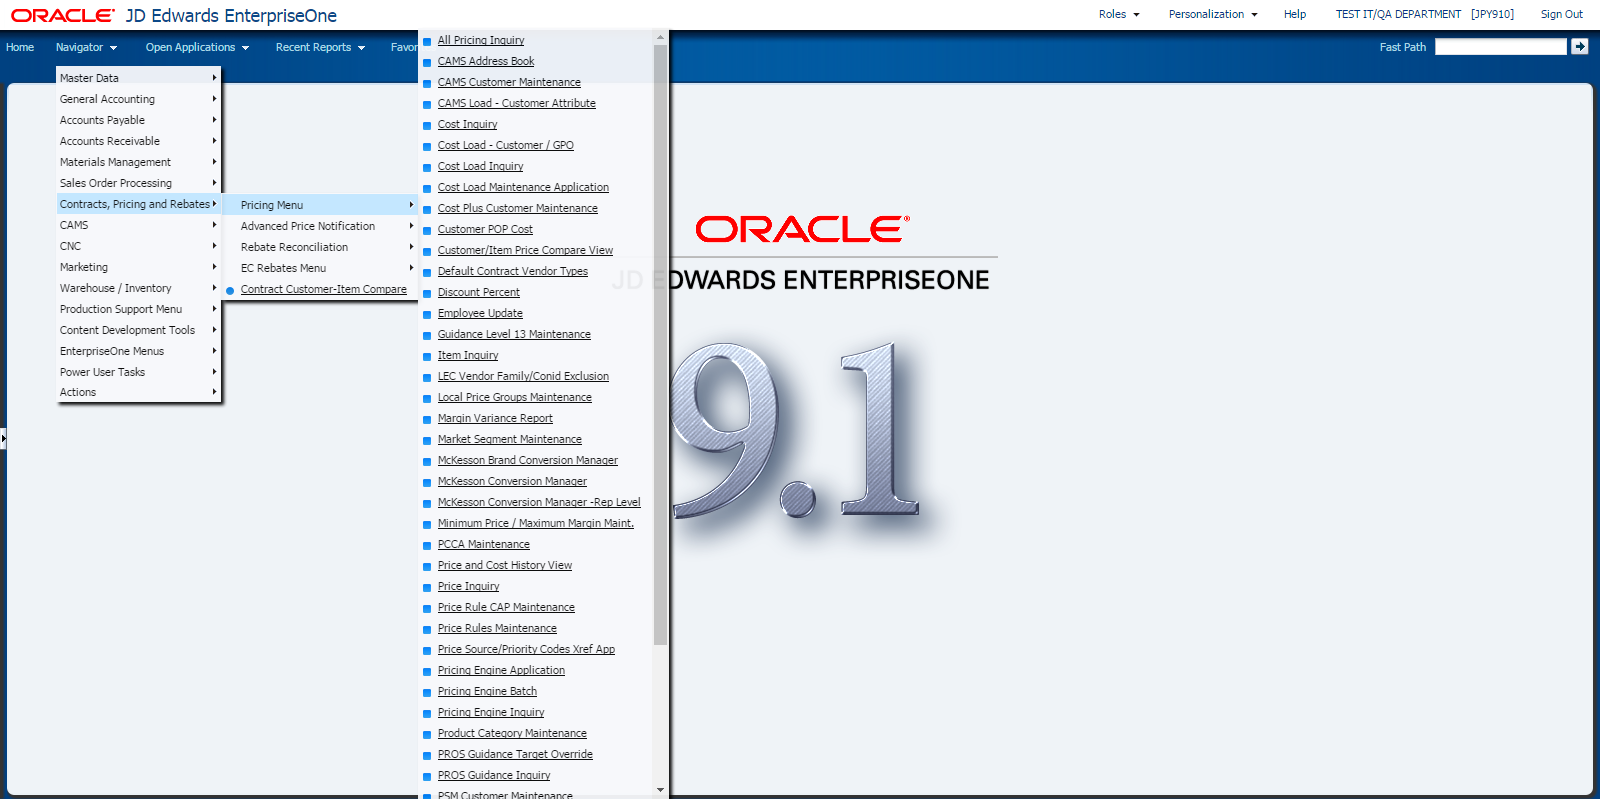 ORACLE JD Edwards EnterpriseOne
Roles Personalization Help TEST IT/QA DEPARTMENT [JPY910] Sign Out
Home Navigator Open Applications Recent Reports Favor
Fast Path
Master Data
General Accounting
Accounts Payable
Accounts Receivable
Materials Management
Sales Order Processing
Contracts, Pricing and Rebates
CAMS
CNC
Marketing
Warehouse / Inventory
Production Support Menu
Content Development Tools
EnterpriseOne Menus
Power User Tasks
Actions
Pricing Menu
Advanced Price Notification
Rebate Reconciliation
EC Rebates Menu
Contract Customer-Item Compare
All Pricing Inquiry
CAMS Address Book
CAMS Customer Maintenance
CAMS Load - Customer Attribute
Cost Inquiry
Cost Load - Customer / GPO
Cost Load Inquiry
Cost Load Maintenance Application
Cost Plus Customer Maintenance
Customer POP Cost
Customer/Item Price Compare View
Default Contract Vendor Types
Discount Percent
Employee Update
Guidance Level 13 Maintenance
Item Inquiry
LEC Vendor Family/Conid Exclusion
Local Price Groups Maintenance
Margin Variance Report
Market Segment Maintenance
McKesson Brand Conversion Manager
McKesson Conversion Manager
McKesson Conversion Manager -Rep Level
Minimum Price / Maximum Margin Maint.
PCCA Maintenance
Price and Cost History View
Price Inquiry
Price Rule CAP Maintenance
Price Rules Maintenance
Price Source/Priority Codes Xref App
Pricing Engine Application
Pricing Engine Batch
Pricing Engine Inquiry
Product Category Maintenance
PROS Guidance Target Override
PROS Guidance Inquiry
PSM Customer Maintenance
ORACLE
JD EDWARDS ENTERPRISEONE
9.1